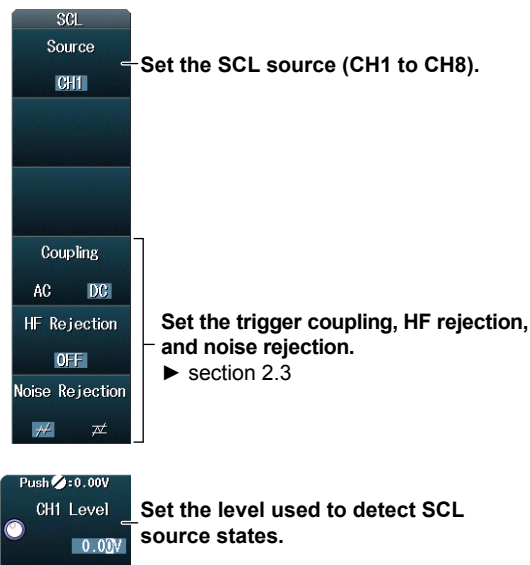 SCL
Source
CH1
Set the SCL source (CH1 to CH8).
Coupling
AC DC
HF Rejection
OFF
Noise Rejection
Set the trigger coupling, HF rejection,
and noise rejection.
► section 2.3
Push :0.00V
CH1 Level
0.00V
Set the level used to detect SCL
source states.